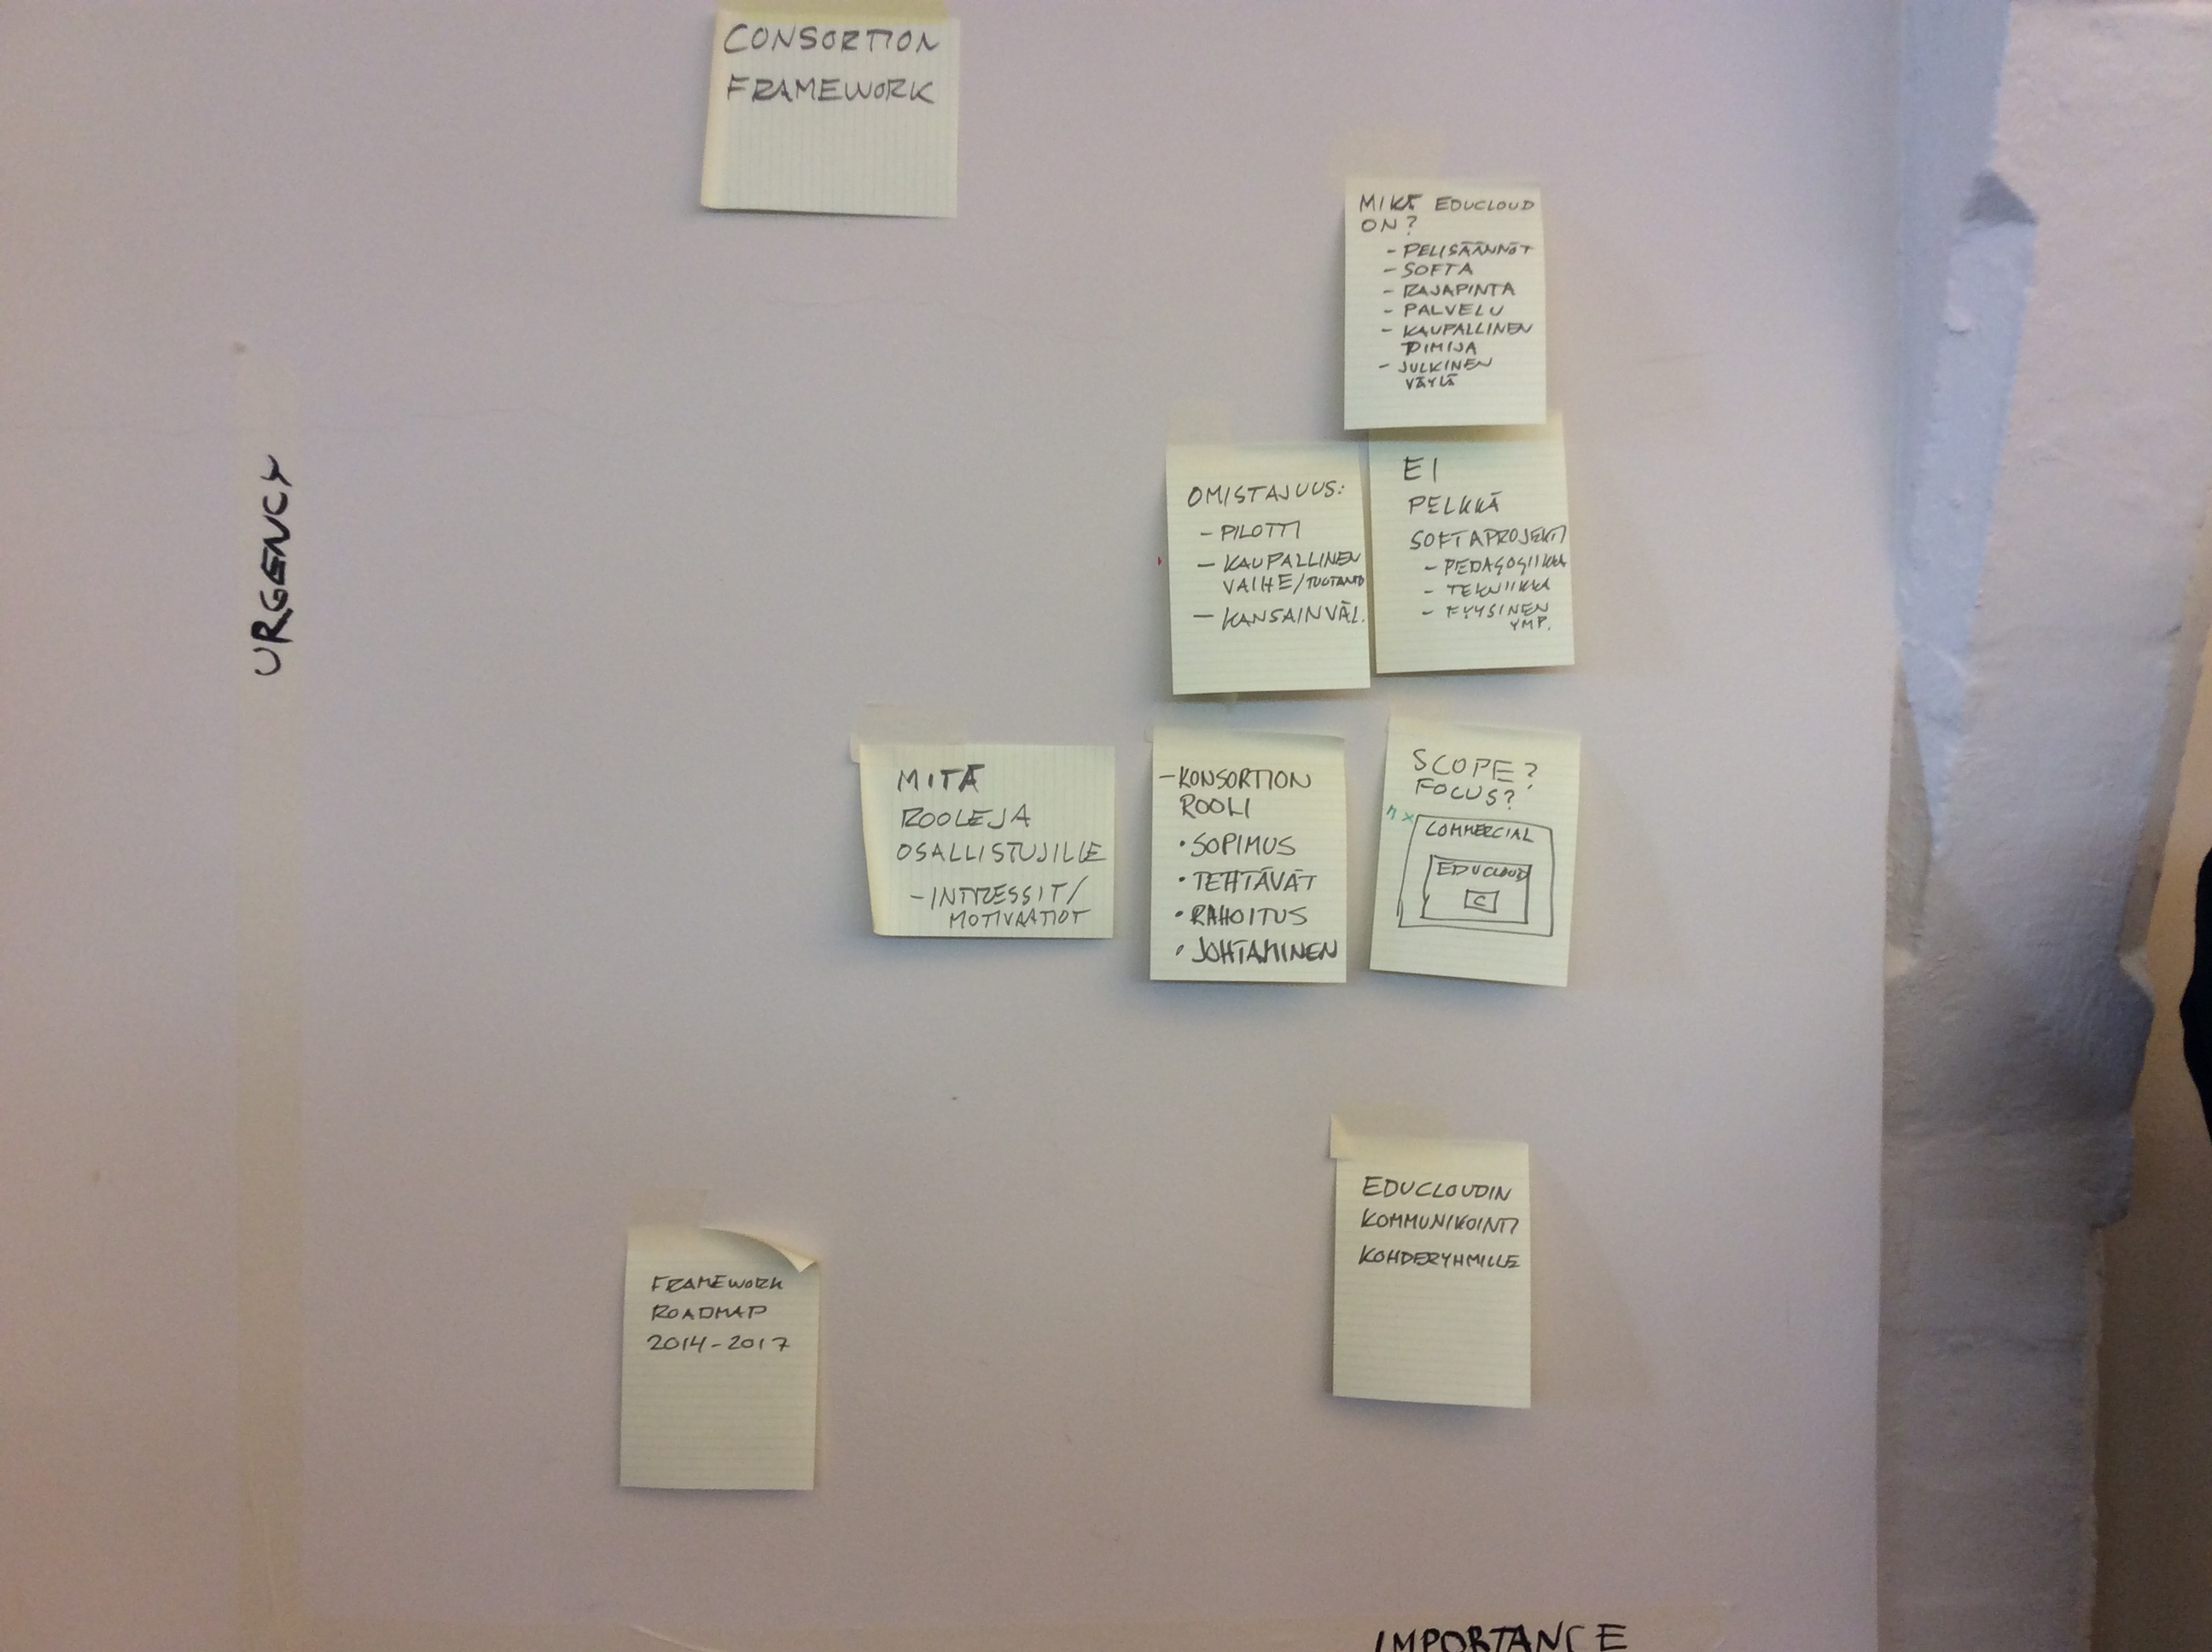 CONSORTION
FRAMEWORK
MIKÄ EDUCLOUD
ON?
- PELISÄÄNNÖT
- SOFTA
- RAJAPINTA
- PALVELU
- KAUPALLINEN
TOIMIJA
- JULKINEN
VÄYLÄ
URGENCY
OMISTAJUUS:
- PILOTTI
- KAUPALLINEN
VAIHE/TUOTANTO
- KANSAINVÄL.
EI
PELKKÄ
SOFTAPROJEKTI
- PEDAGOGIIKKA
- TEKNIIKKA
- FYYSINEN
YMP.
MITÄ
ROOLEJA
OSALLISTUJILLE
- INTRESSIT/
MOTIVAATIOT
- KONSORTION
ROOLI
• SOPIMUS
• TEHTÄVÄT
• RAHOITUS
• JOHTAMINEN
SCOPE?
FOCUS?
n x
COMMERCIAL
EDUCLOUD
C
EDUCLOUDIN
KOMMUNIKOINTI
KOHDERYHMILLE
FRAMEWORK
ROADMAP
2014-2017
IMPORTANCE